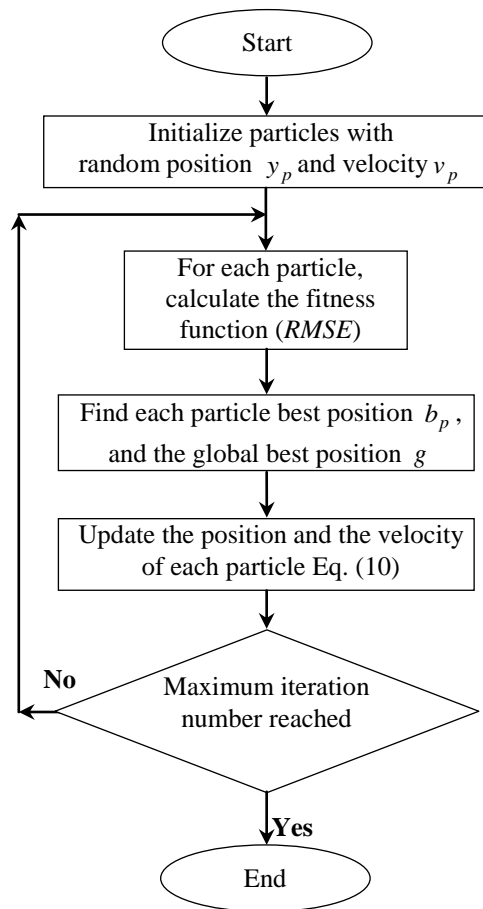 Start
Initialize particles with
random position y_p and velocity v_p
For each particle,
calculate the fitness
function (RMSE)
Find each particle best position b_p ,
and the global best position g
Update the position and the velocity
of each particle Eq. (10)
No
Maximum iteration
number reached
Yes
End